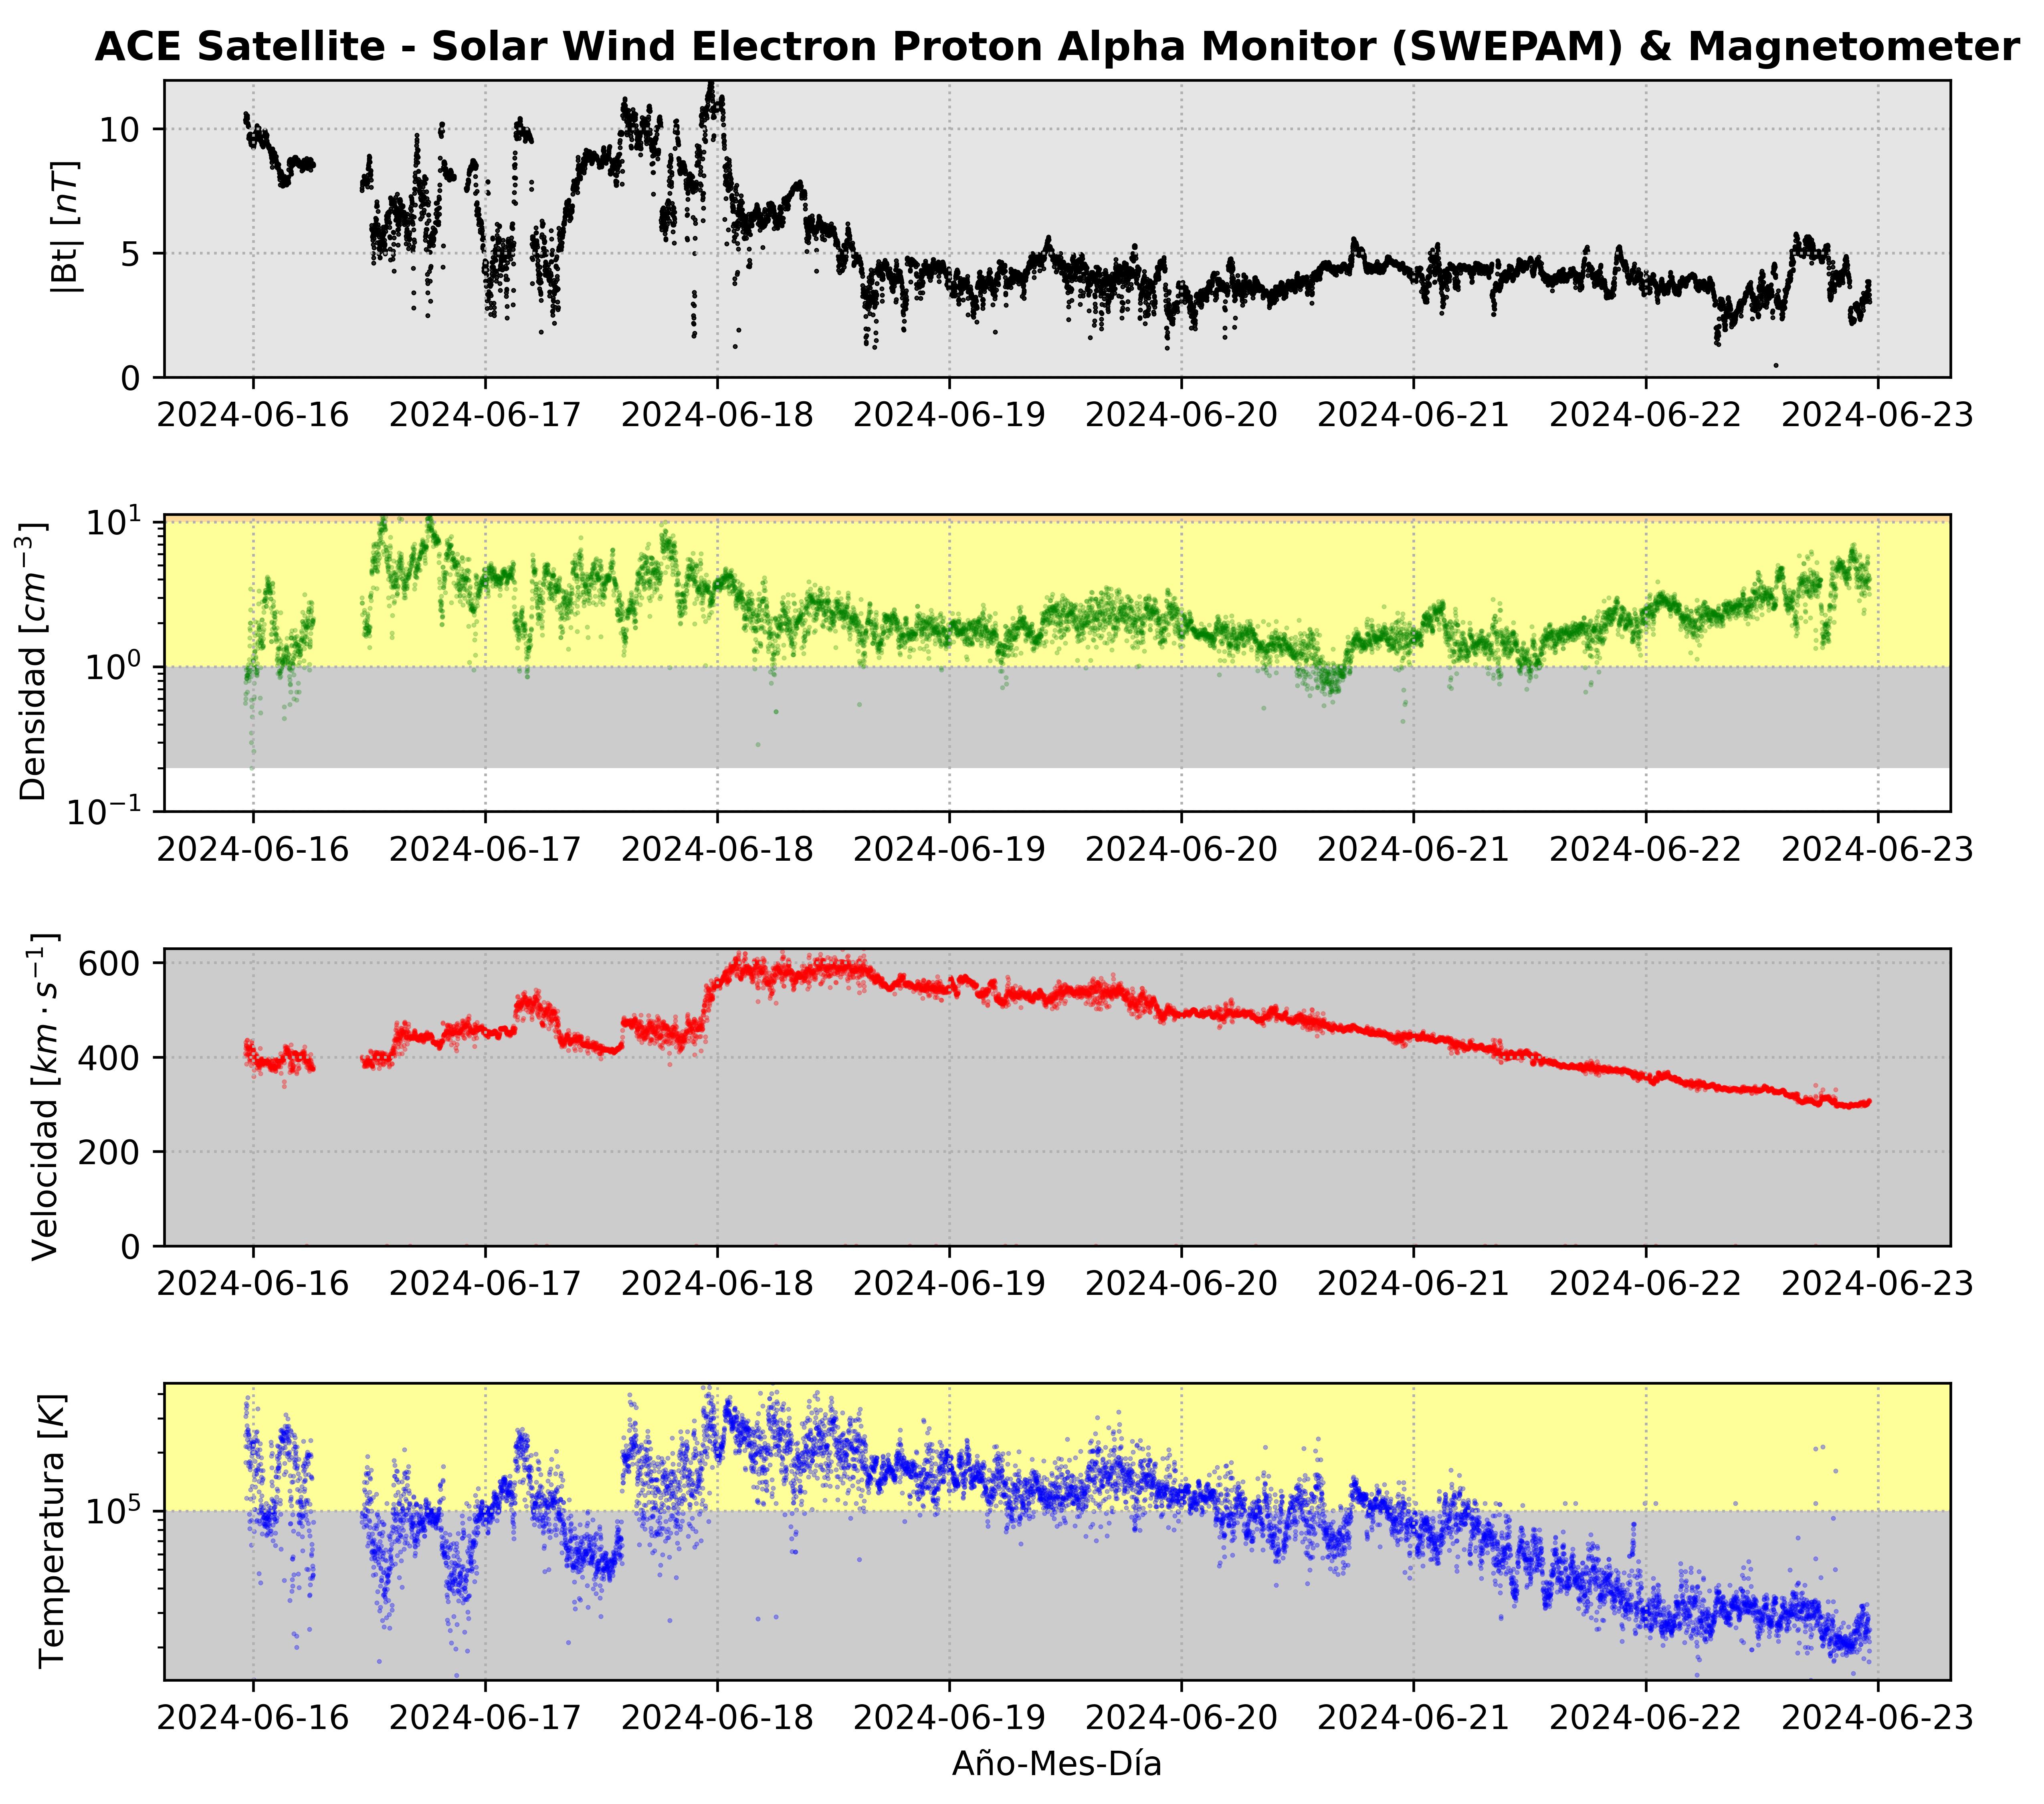 ACE Satellite - Solar Wind Electron Proton Alpha Monitor (SWEPAM) & Magnetometer
|Bt| [nT]
10
5
0
2024-06-16 2024-06-17 2024-06-18 2024-06-19 2024-06-20 2024-06-21 2024-06-22 2024-06-23
Densidad [cm⁻³]
10¹
10⁰
10⁻¹
2024-06-16 2024-06-17 2024-06-18 2024-06-19 2024-06-20 2024-06-21 2024-06-22 2024-06-23
Velocidad [km · s⁻¹]
600
400
200
0
2024-06-16 2024-06-17 2024-06-18 2024-06-19 2024-06-20 2024-06-21 2024-06-22 2024-06-23
Temperatura [K]
10⁵
2024-06-16 2024-06-17 2024-06-18 2024-06-19 2024-06-20 2024-06-21 2024-06-22 2024-06-23
Año-Mes-Día